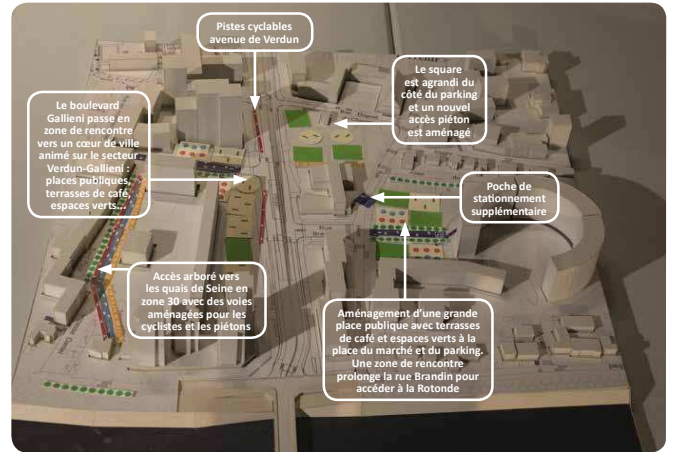 Pistes cyclables
avenue de Verdun
Le square
est agrandi du
côté du parking
et un nouvel
accès piéton
est aménagé
Le boulevard
Gallieni passe en
zone de rencontre
vers un cœur de ville
animé sur le secteur
Verdun-Gallieni :
places publiques,
terrasses de café,
espaces verts...
Poche de
stationnement
supplémentaire
Accès arboré vers
les quais de Seine en
zone 30 avec des voies
aménagées pour les
cyclistes et les piétons
Aménagement d’une grande
place publique avec terrasses
de café et espaces verts à la
place du marché et du parking.
Une zone de rencontre
prolonge la rue Brandin pour
accéder à la Rotonde